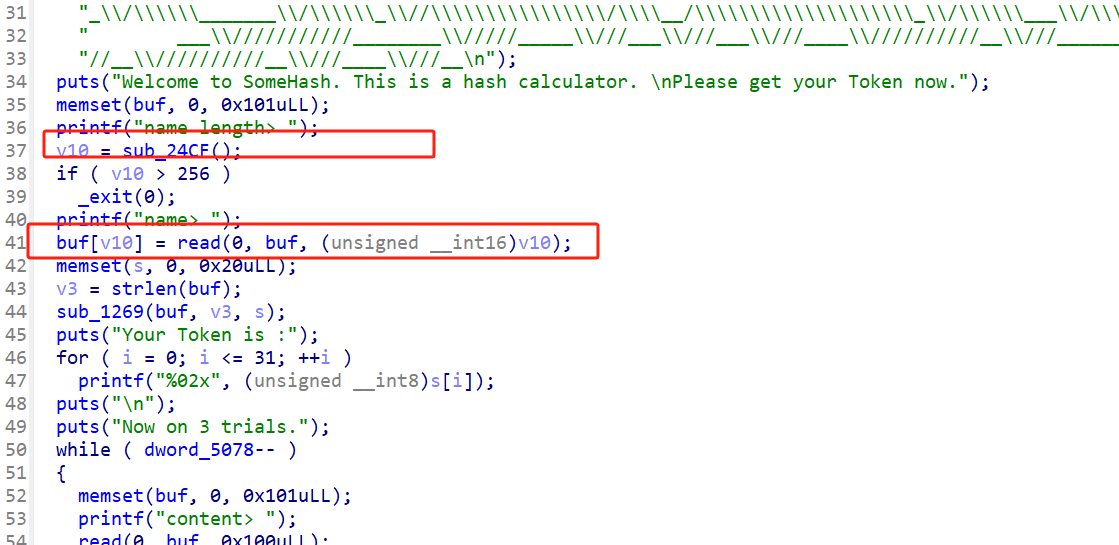 31 "_\\/\\\\\\_______\\/\\\\\\_\\//\\\\\\\\\\\\\\\\/\\\\__/\\\\\\\\\\\\\\\\\\\\_\\/\\\\\\___\\/\\\
32 " ___\\///////////________\\/////_____\\///___\\///___\\///____\\//////////__\\///______
33 "//__\\//////////__\\///____\\///__\n");
34 puts("Welcome to SomeHash. This is a hash calculator. \nPlease get your Token now.");
35 memset(buf, 0, 0x101uLL);
36 printf("name length> ");
37 v10 = sub_24CF();
38 if ( v10 > 256 )
39 _exit(0);
40 printf("name> ");
41 buf[v10] = read(0, buf, (unsigned __int16)v10);
42 memset(s, 0, 0x20uLL);
43 v3 = strlen(buf);
44 sub_1269(buf, v3, s);
45 puts("Your Token is :");
46 for ( i = 0; i <= 31; ++i )
47 printf("%02x", (unsigned __int8)s[i]);
48 puts("\n");
49 puts("Now on 3 trials.");
50 while ( dword_5078-- )
51 {
52 memset(buf, 0, 0x101uLL);
53 printf("content> ");
54 read(0, buf, 0x100uLL);